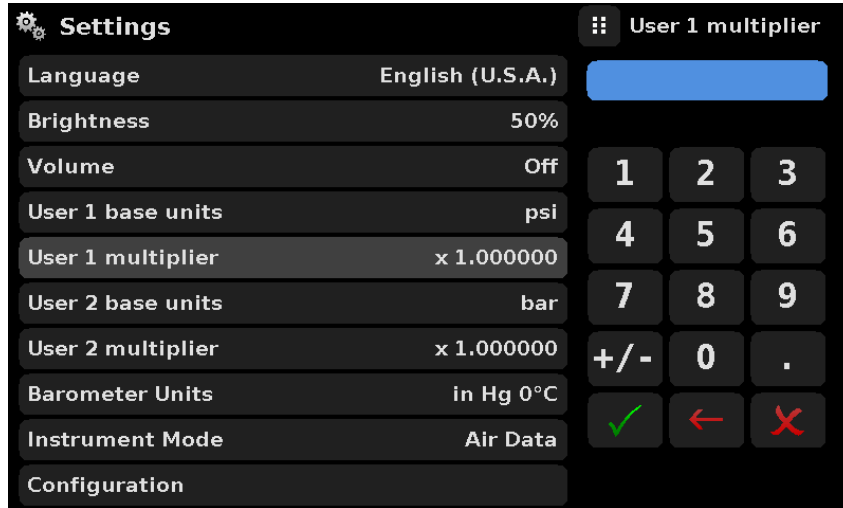 Settings
Language English (U.S.A.)
Brightness 50%
Volume Off
User 1 base units psi
User 1 multiplier x 1.000000
User 2 base units bar
User 2 multiplier x 1.000000
Barometer Units in Hg 0°C
Instrument Mode Air Data
Configuration
User 1 multiplier
1 2 3
4 5 6
7 8 9
+/- 0 .